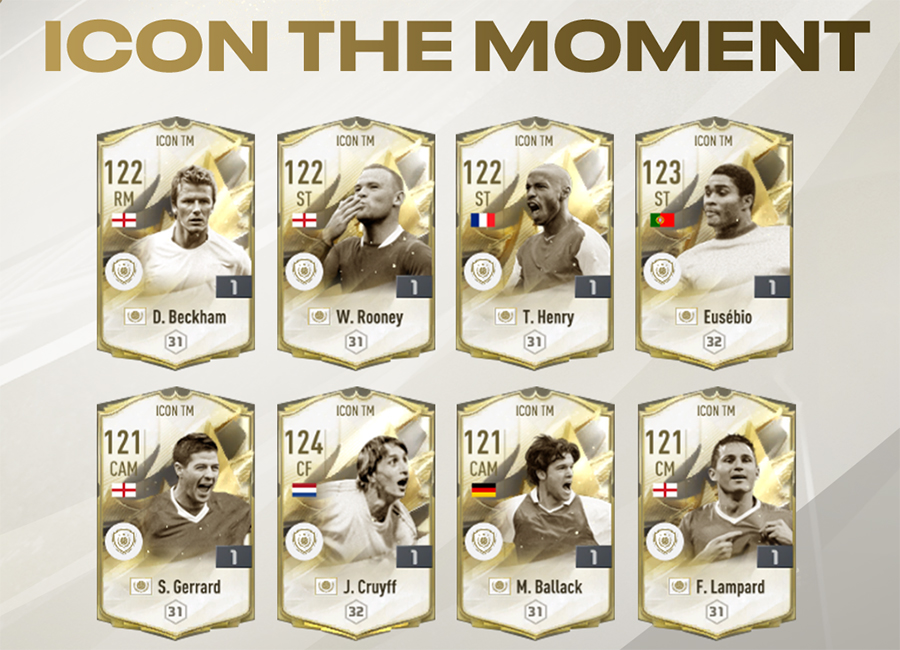 ICON THE MOMENT
ICON TM
122
RM
1
D. Beckham
31
ICON TM
122
ST
1
W. Rooney
31
ICON TM
122
ST
1
T. Henry
31
ICON TM
123
ST
1
Eusébio
32
ICON TM
121
CAM
1
S. Gerrard
31
ICON TM
124
CF
1
J. Cruyff
32
ICON TM
121
CAM
1
M. Ballack
31
ICON TM
121
CM
1
F. Lampard
31